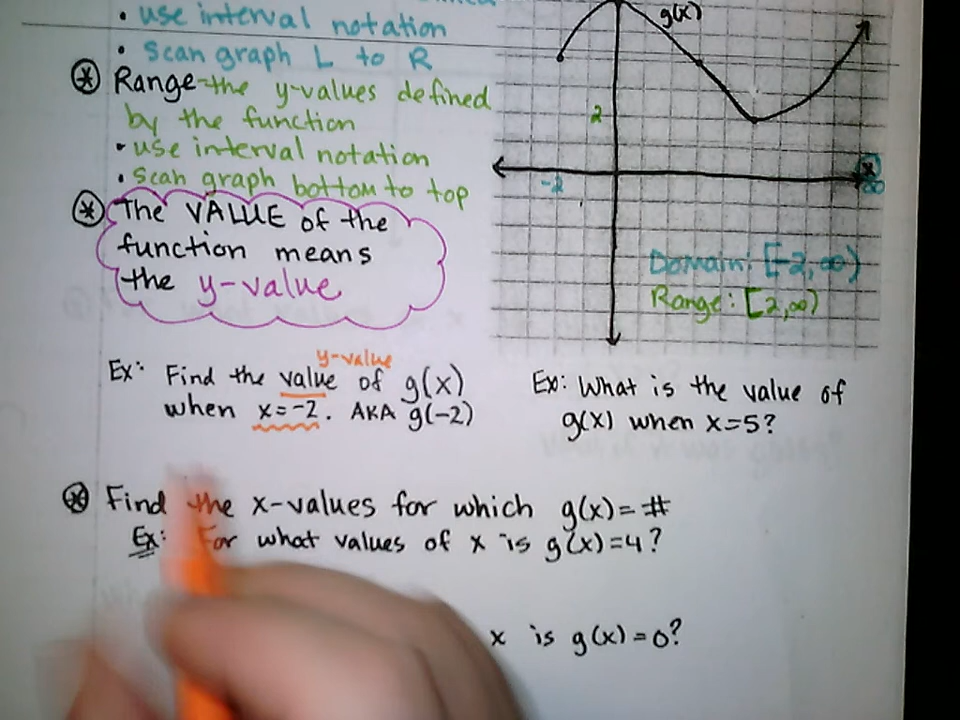 • use interval notation
• scan graph L to R
Range - the y-values defined
by the function
• use interval notation
• scan graph bottom to top
The VALUE of the
function means
the y-value
g(x)
2
-2
x
∞
Domain: [-2,∞)
Range: [2,∞)
y-value
Ex: Find the value of g(x)
when x=-2. AKA g(-2)
Ex: What is the value of
g(x) when x=5?
Find the x-values for which g(x)=#
Ex: For what values of x is g(x)=4?
x is g(x)=0?